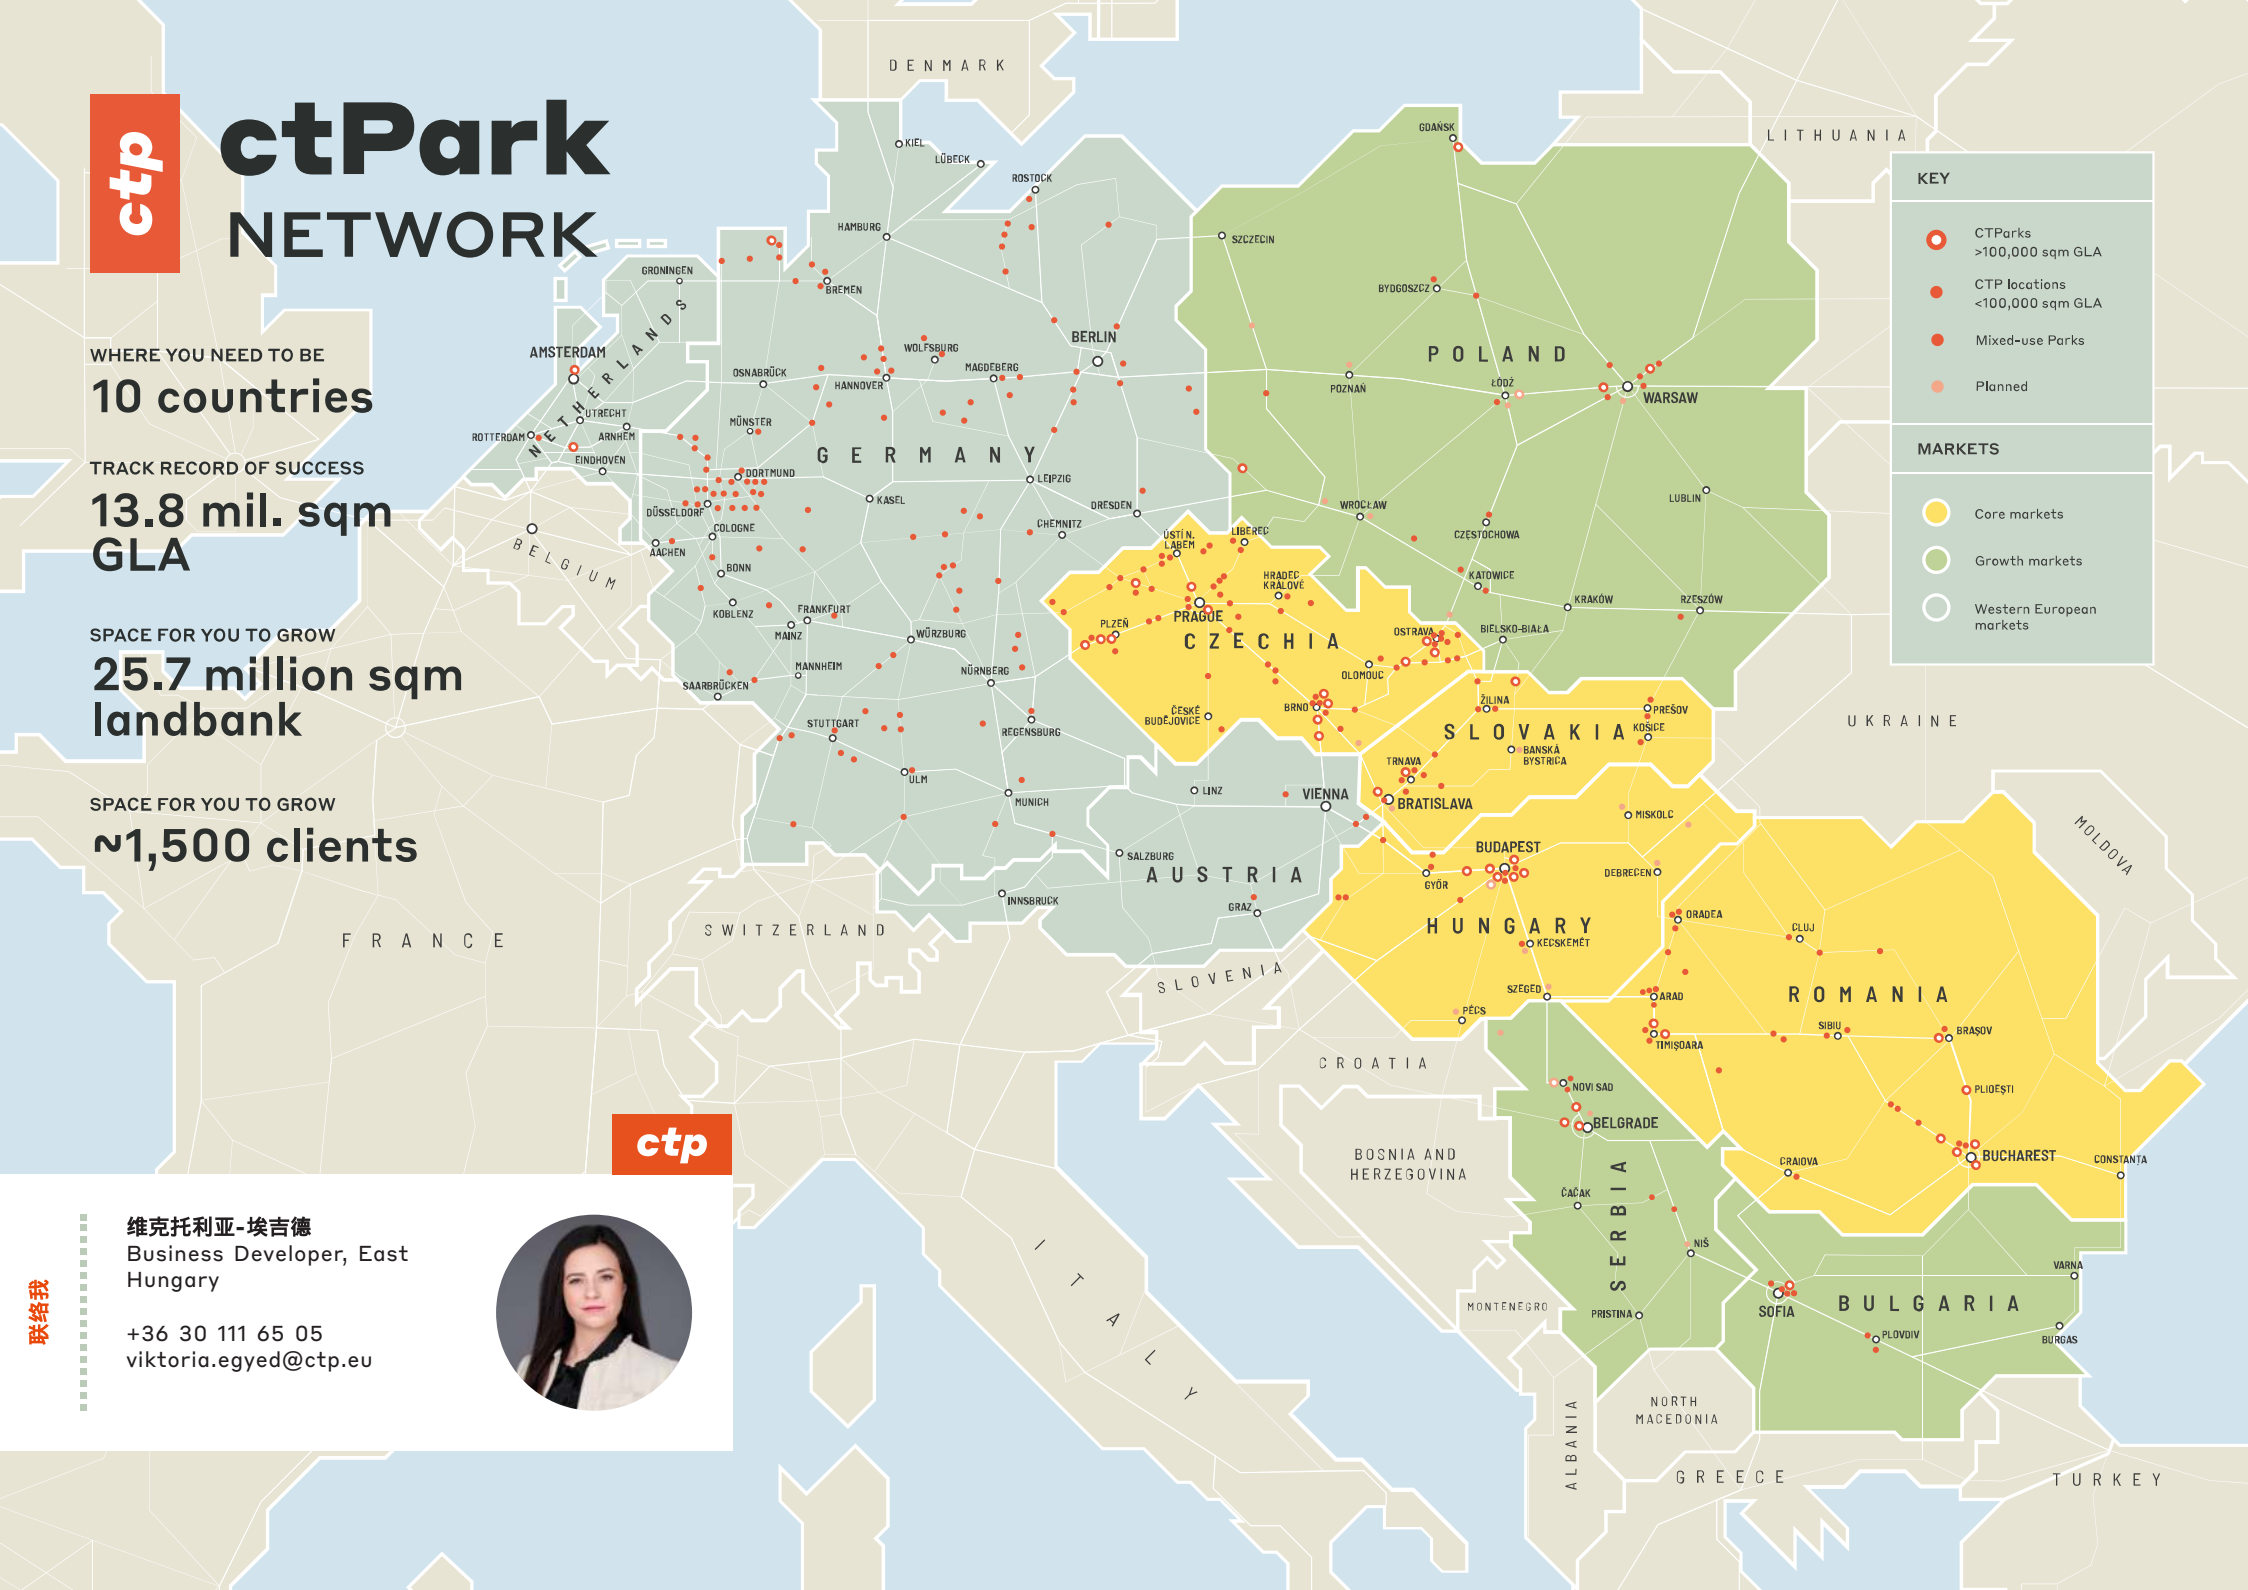 ctp
ctPark
NETWORK
WHERE YOU NEED TO BE
10 countries
TRACK RECORD OF SUCCESS
13.8 mil. sqm
GLA
SPACE FOR YOU TO GROW
25.7 million sqm
landbank
SPACE FOR YOU TO GROW
~1,500 clients
KEY
CTParks
>100,000 sqm GLA
CTP locations
<100,000 sqm GLA
Mixed-use Parks
Planned
MARKETS
Core markets
Growth markets
Western European
markets
DENMARK
LITHUANIA
KIEL
LÜBECK
ROSTOCK
HAMBURG
BREMEN
GRONINGEN
NETHERLANDS
AMSTERDAM
UTRECHT
ROTTERDAM
ARNHEM
EINDHOVEN
BELGIUM
OSNABRÜCK
HANNOVER
WOLFSBURG
MAGDEBERG
BERLIN
MÜNSTER
GERMANY
DORTMUND
DÜSSELDORF
COLOGNE
AACHEN
BONN
KOBLENZ
KASEL
LEIPZIG
DRESDEN
CHEMNITZ
FRANKFURT
MAINZ
WÜRZBURG
MANNHEIM
SAARBRÜCKEN
NÜRNBERG
STUTTGART
REGENSBURG
ULM
MUNICH
GDAŃSK
SZCZECIN
BYDGOSZCZ
POLAND
POZNAŃ
ŁÓDŹ
WARSAW
LUBLIN
WROCŁAW
CZĘSTOCHOWA
KATOWICE
KRAKÓW
RZESZÓW
BIELSKO-BIAŁA
ÚSTÍ N.
LABEM
LIBEREC
HRADEC
KRÁLOVÉ
PRAGUE
PLZEŇ
CZECHIA
OSTRAVA
OLOMOUC
ČESKÉ
BUDĚJOVICE
BRNO
ŽILINA
PREŠOV
SLOVAKIA
KOŠICE
BANSKÁ
BYSTRICA
TRNAVA
BRATISLAVA
UKRAINE
MOLDOVA
LINZ
VIENNA
SALZBURG
AUSTRIA
INNSBRUCK
GRAZ
SWITZERLAND
FRANCE
SLOVENIA
MISKOLC
BUDAPEST
DEBRECEN
GYŐR
HUNGARY
KECSKEMÉT
SZEGED
PÉCS
CROATIA
ORADEA
CLUJ
ROMANIA
ARAD
TIMIȘOARA
SIBIU
BRAȘOV
PLIOEȘTI
BUCHAREST
CONSTANȚA
CRAIOVA
NOVI SAD
BELGRADE
BOSNIA AND
HERZEGOVINA
ČAČAK
SERBIA
NIŠ
PRISTINA
MONTENEGRO
SOFIA
BULGARIA
VARNA
BURGAS
PLOVDIV
NORTH
MACEDONIA
ALBANIA
GREECE
TURKEY
ITALY
ctp
联络我
维克托利亚-埃吉德
Business Developer, East
Hungary
+36 30 111 65 05
viktoria.egyed@ctp.eu